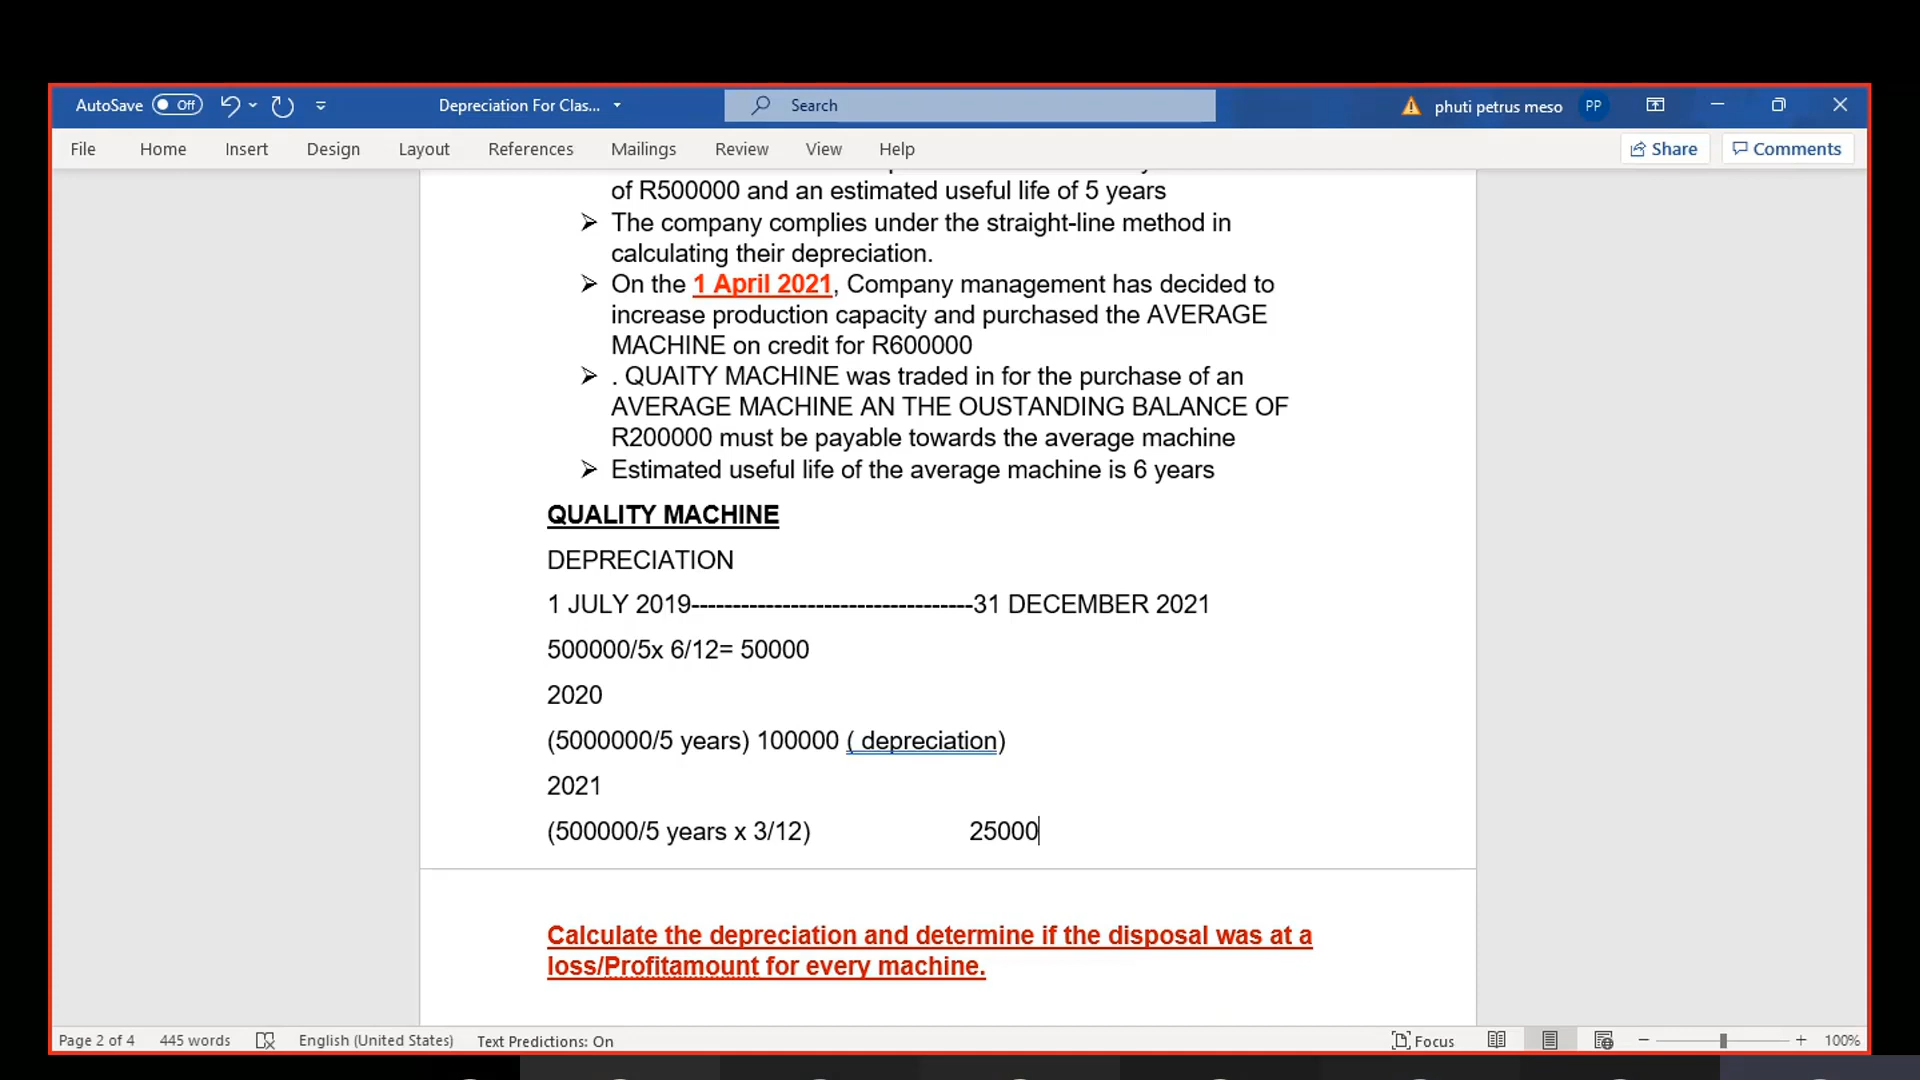 AutoSave Off Depreciation For Clas... Search phuti petrus meso PP
File Home Insert Design Layout References Mailings Review View Help Share Comments
of R500000 and an estimated useful life of 5 years
➢ The company complies under the straight-line method in
calculating their depreciation.
➢ On the 1 April 2021, Company management has decided to
increase production capacity and purchased the AVERAGE
MACHINE on credit for R600000
➢ . QUAITY MACHINE was traded in for the purchase of an
AVERAGE MACHINE AN THE OUSTANDING BALANCE OF
R200000 must be payable towards the average machine
➢ Estimated useful life of the average machine is 6 years
QUALITY MACHINE
DEPRECIATION
1 JULY 2019----------------------------------31 DECEMBER 2021
500000/5x 6/12= 50000
2020
(5000000/5 years) 100000 ( depreciation)
2021
(500000/5 years x 3/12) 25000
Calculate the depreciation and determine if the disposal was at a
loss/Profitamount for every machine.
Page 2 of 4 445 words English (United States) Text Predictions: On Focus 100%